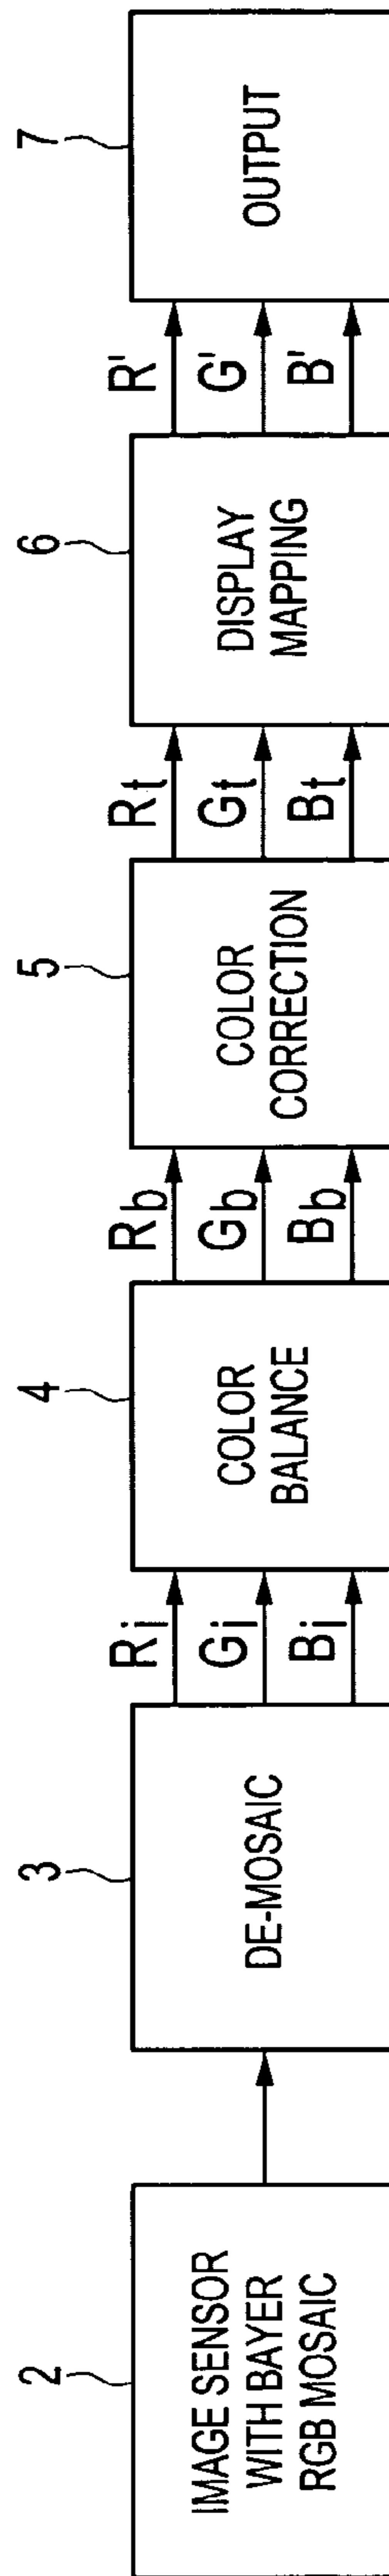 2
IMAGE SENSOR
WITH BAYER
RGB MOSAIC
3
DE-MOSAIC
Ri
Gi
Bi
4
COLOR
BALANCE
Rb
Gb
Bb
5
COLOR
CORRECTION
Rt
Gt
Bt
6
DISPLAY
MAPPING
R'
G'
B'
7
OUTPUT